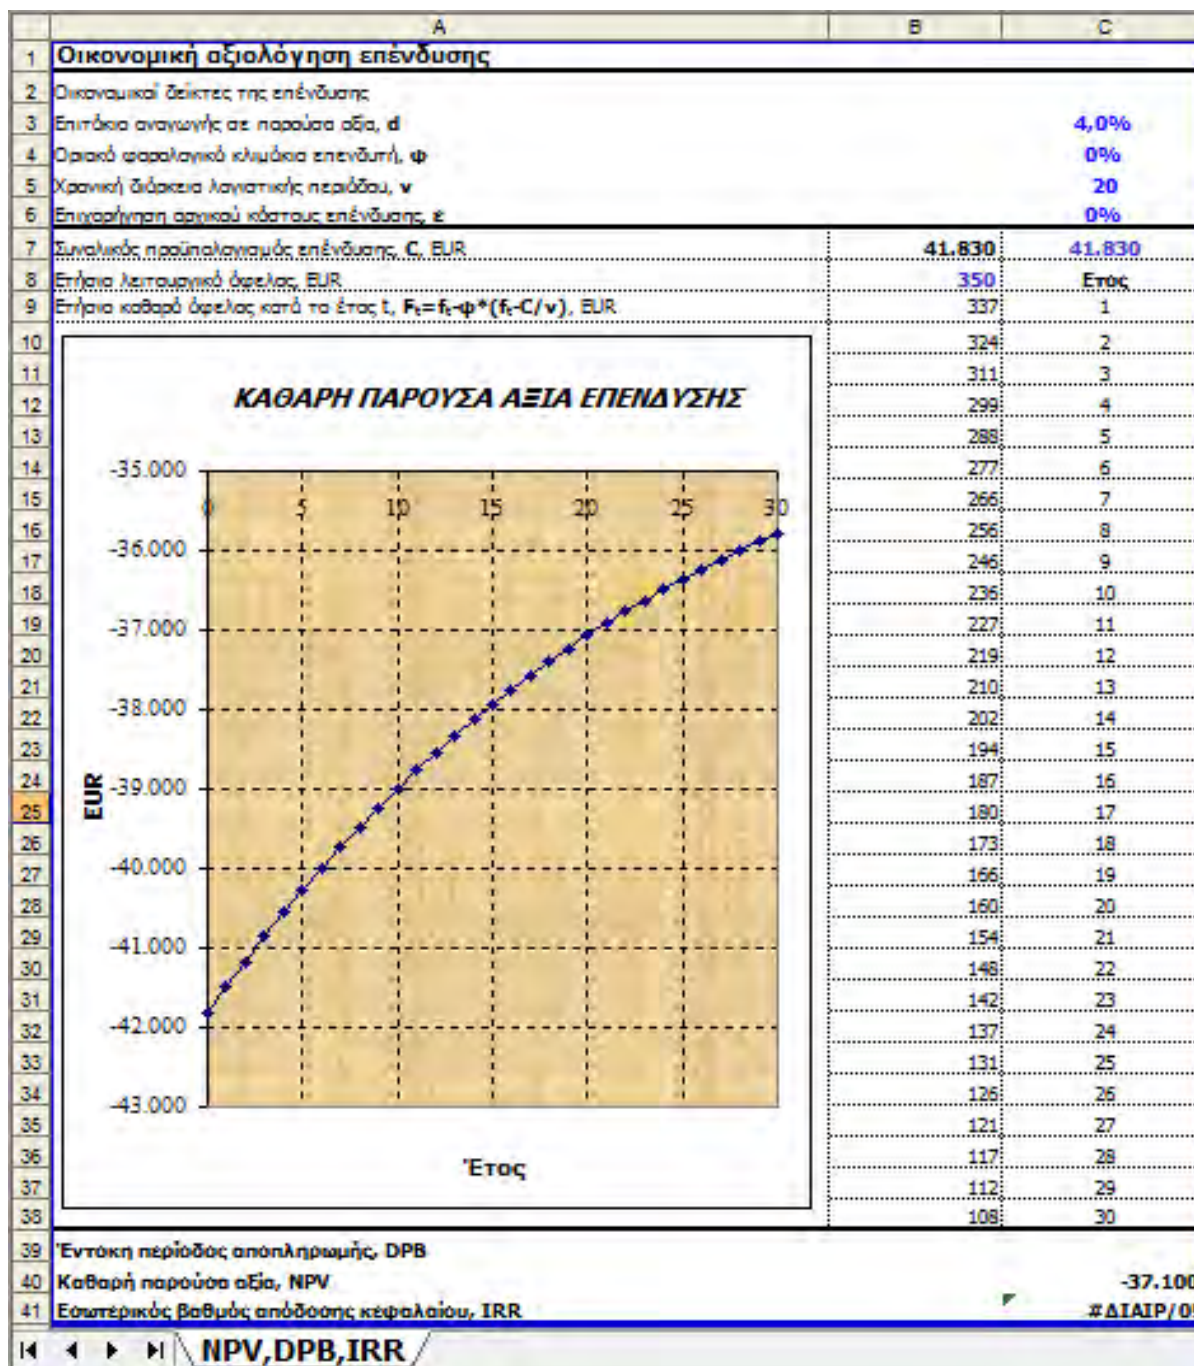 A B C
1 Οικονομική αξιολόγηση επένδυσης
2 Οικονομικοί δείκτες της επένδυσης
3 Επιτόκιο αναγωγής σε παρούσα αξία, d 4,0%
4 Οριακό φορολογικό κλιμάκιο επενδυτή, φ 0%
5 Χρονική διάρκεια λογιστικής περιόδου, ν 20
6 Επιχορήγηση αρχικού κόστους επένδυσης, ε 0%
7 Συνολικός προϋπολογισμός επένδυσης, C, EUR 41.830 41.830
8 Ετήσιο λειτουργικό όφελος, EUR 350 Ετος
9 Ετήσιο καθαρό όφελος κατά το έτος t, Ft=ft-φ*(ft-C/ν), EUR 337 1
10 324 2
11 311 3
12 299 4
13 288 5
14 277 6
15 266 7
16 256 8
17 246 9
18 236 10
19 227 11
20 219 12
21 210 13
22 202 14
23 194 15
24 187 16
25 180 17
26 173 18
27 166 19
28 160 20
29 154 21
30 148 22
31 142 23
32 137 24
33 131 25
34 126 26
35 121 27
36 117 28
37 112 29
38 108 30
ΚΑΘΑΡΗ ΠΑΡΟΥΣΑ ΑΞΙΑ ΕΠΕΝΔΥΣΗΣ
-35.000
0 5 10 15 20 25 30
-36.000
-37.000
-38.000
-39.000
-40.000
-41.000
-42.000
-43.000
EUR
Έτος
39 Έντοκη περίοδος αποπληρωμής, DPB
40 Καθαρή παρούσα αξία, NPV -37.100
41 Εσωτερικός βαθμός απόδοσης κεφαλαίου, IRR #ΔΙΑΙΡ/0
NPV,DPB,IRR